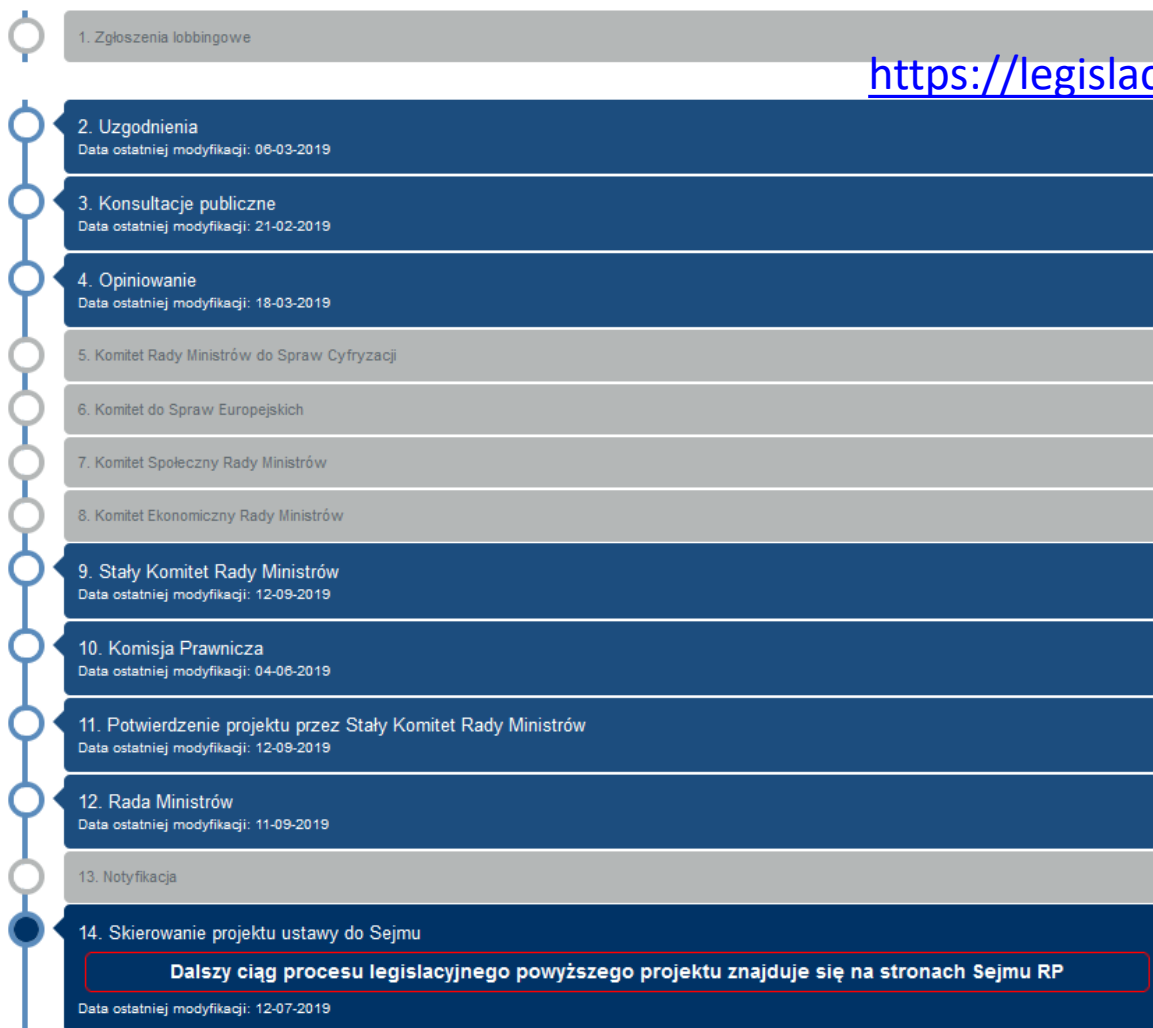 1. Zgłoszenia lobbingowe
https://legislac
2. Uzgodnienia
Data ostatniej modyfikacji: 06-03-2019
3. Konsultacje publiczne
Data ostatniej modyfikacji: 21-02-2019
4. Opiniowanie
Data ostatniej modyfikacji: 18-03-2019
5. Komitet Rady Ministrów do Spraw Cyfryzacji
6. Komitet do Spraw Europejskich
7. Komitet Społeczny Rady Ministrów
8. Komitet Ekonomiczny Rady Ministrów
9. Stały Komitet Rady Ministrów
Data ostatniej modyfikacji: 12-09-2019
10. Komisja Prawnicza
Data ostatniej modyfikacji: 04-06-2019
11. Potwierdzenie projektu przez Stały Komitet Rady Ministrów
Data ostatniej modyfikacji: 12-09-2019
12. Rada Ministrów
Data ostatniej modyfikacji: 11-09-2019
13. Notyfikacja
14. Skierowanie projektu ustawy do Sejmu
Dalszy ciąg procesu legislacyjnego powyższego projektu znajduje się na stronach Sejmu RP
Data ostatniej modyfikacji: 12-07-2019